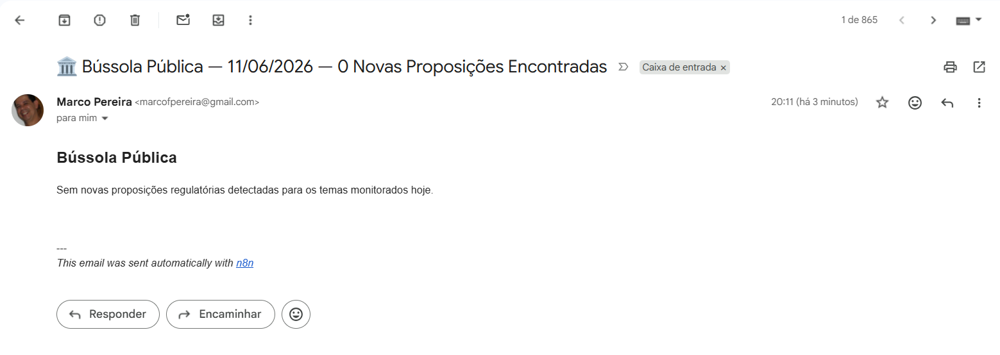 1 de 865
Bússola Pública — 11/06/2026 — 0 Novas Proposições Encontradas
Caixa de entrada ×
Marco Pereira <marcofpereira@gmail.com>
20:11 (há 3 minutos)
para mim
Bússola Pública
Sem novas proposições regulatórias detectadas para os temas monitorados hoje.
---
This email was sent automatically with n8n
Responder
Encaminhar